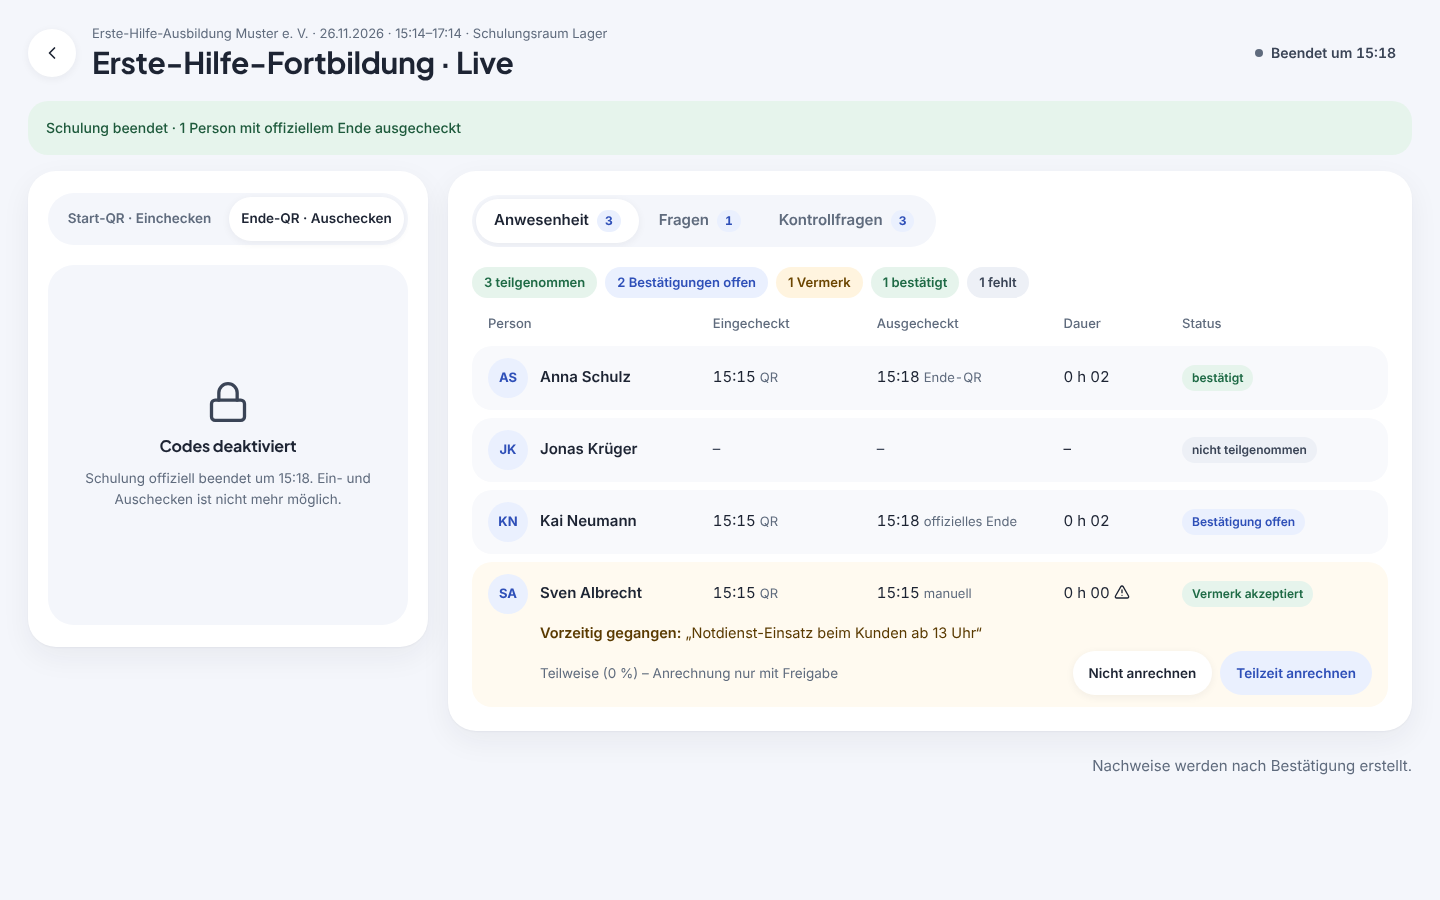 Erste-Hilfe-Ausbildung Muster e. V. · 26.11.2026 · 15:14–17:14 · Schulungsraum Lager
Erste-Hilfe-Fortbildung · Live
Beendet um 15:18
Schulung beendet · 1 Person mit offiziellem Ende ausgecheckt
Start-QR · Einchecken
Ende-QR · Auschecken
Codes deaktiviert
Schulung offiziell beendet um 15:18. Ein- und
Auschecken ist nicht mehr möglich.
Anwesenheit 3
Fragen 1
Kontrollfragen 3
3 teilgenommen
2 Bestätigungen offen
1 Vermerk
1 bestätigt
1 fehlt
Person Eingecheckt Ausgecheckt Dauer Status
AS Anna Schulz 15:15 QR 15:18 Ende-QR 0 h 02 bestätigt
JK Jonas Krüger – – – nicht teilgenommen
KN Kai Neumann 15:15 QR 15:18 offizielles Ende 0 h 02 Bestätigung offen
SA Sven Albrecht 15:15 QR 15:15 manuell 0 h 00 Vermerk akzeptiert
Vorzeitig gegangen: „Notdienst-Einsatz beim Kunden ab 13 Uhr“
Teilweise (0 %) – Anrechnung nur mit Freigabe
Nicht anrechnen
Teilzeit anrechnen
Nachweise werden nach Bestätigung erstellt.